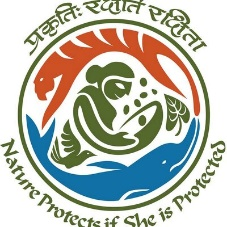 प्रकृतिः रक्षति रक्षिता
Nature Protects if She is Protected